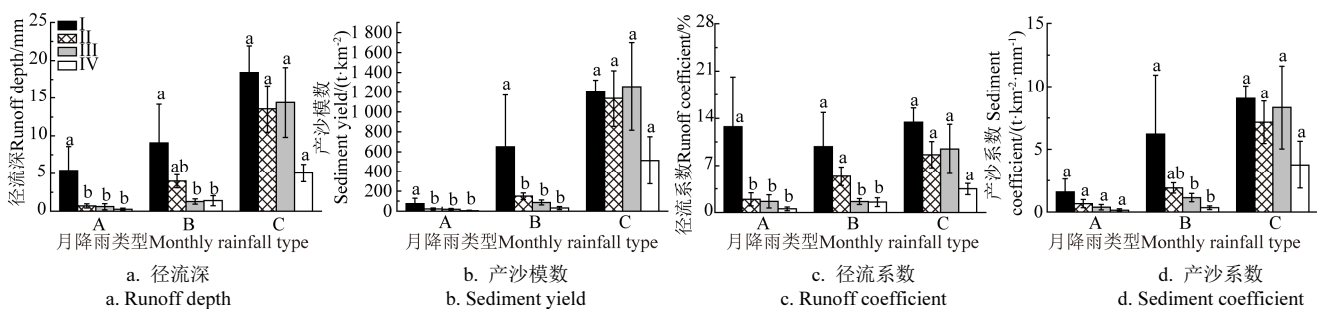 径流深Runoff depth/mm
25
20
15
10
5
0
I
II
III
IV
a b b b
a ab b b
a a a a
A B C
月降雨类型Monthly rainfall type
a. 径流深
a. Runoff depth
产沙模数
Sediment yield/(t·km-2)
1 800
1 600
1 400
1 200
1 000
800
600
400
200
0
a b b b
a b b b
a a a a
A B C
月降雨类型Monthly rainfall type
b. 产沙模数
b. Sediment yield
径流系数Runoff coefficient/%
28
21
14
7
0
a b b b
a a b b
a a a a
A B C
月降雨类型Monthly rainfall type
c. 径流系数
c. Runoff coefficient
产沙系数 Sediment
coefficient/(t·km-2·mm-1)
15
10
5
0
a a a a
a ab b b
a a a a
A B C
月降雨类型Monthly rainfall type
d. 产沙系数
d. Sediment coefficient